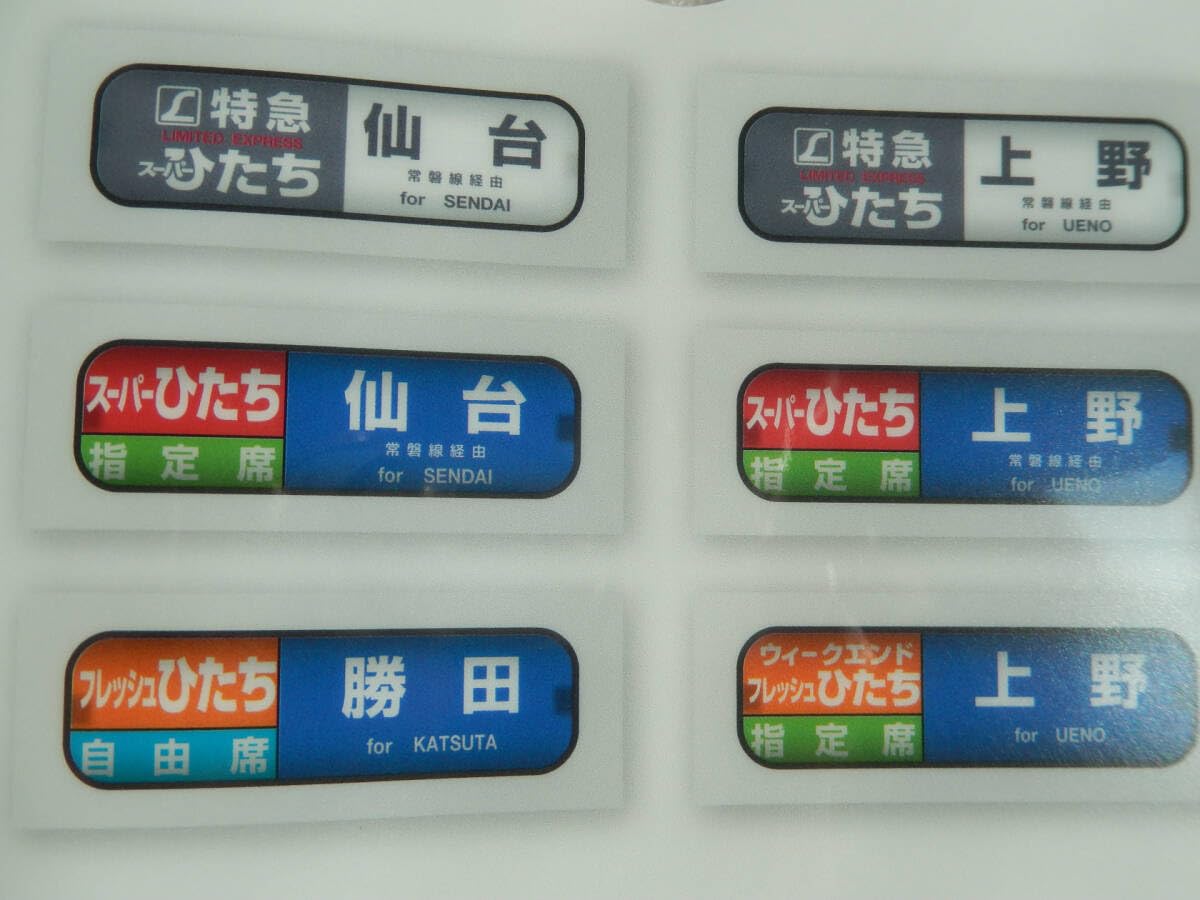 特急
LIMITED EXPRESS
スーパーひたち
仙台
常磐線経由
for SENDAI
特急
LIMITED EXPRESS
スーパーひたち
上野
常磐線経由
for UENO
スーパーひたち
指定席
仙台
常磐線経由
for SENDAI
スーパーひたち
指定席
上野
常磐線経由
for UENO
フレッシュひたち
自由席
勝田
for KATSUTA
ウィークエンド
フレッシュひたち
指定席
上野
for UENO